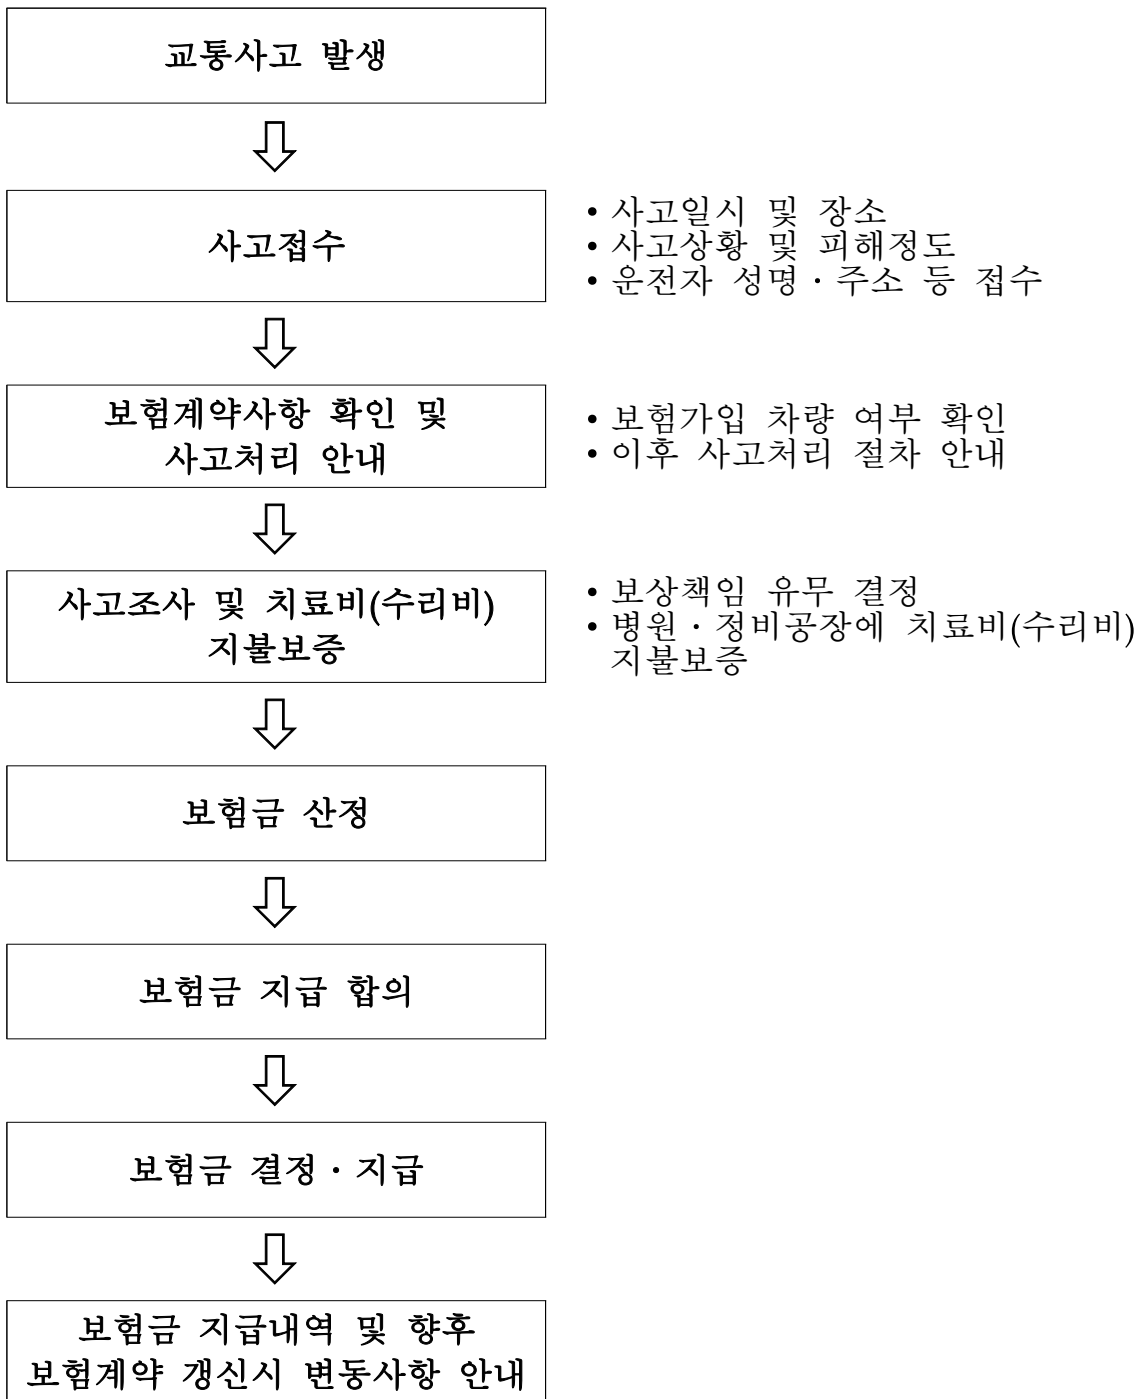 교통사고 발생
사고접수
• 사고일시 및 장소
• 사고상황 및 피해정도
• 운전자 성명 · 주소 등 접수
보험계약사항 확인 및
사고처리 안내
• 보험가입 차량 여부 확인
• 이후 사고처리 절차 안내
사고조사 및 치료비(수리비)
지불보증
• 보상책임 유무 결정
• 병원 · 정비공장에 치료비(수리비)
지불보증
보험금 산정
보험금 지급 합의
보험금 결정 · 지급
보험금 지급내역 및 향후
보험계약 갱신시 변동사항 안내